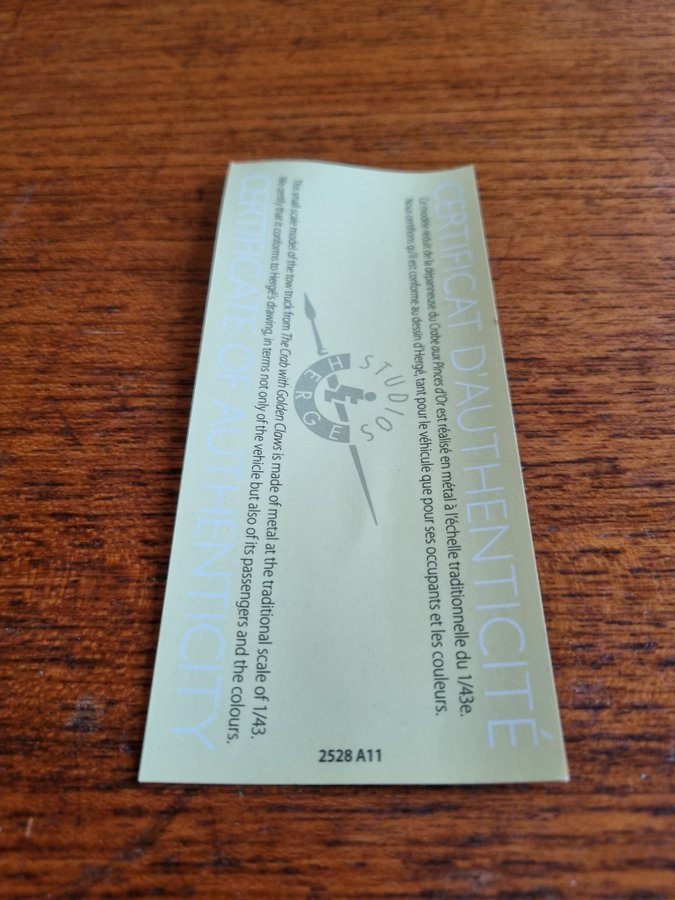 CERTIFICAT D'AUTHENTICITÉ
Ce modèle réduit de la dépanneuse du Crabe aux Pinces d'Or est réalisé en métal à l'échelle traditionnelle du 1/43e.
Nous certifions qu'il est conforme au dessin d'Hergé, tant pour le véhicule que pour ses occupants et les couleurs.
STUDIOS
HERGE
This small scale model of the tow truck from The Crab with Golden Claws is made of metal at the traditional scale of 1/43.
We certify that it conforms to Hergé's drawing, in terms not only of the vehicle but also of its passengers and the colours.
CERTIFICATE OF AUTHENTICITY
2528 A11